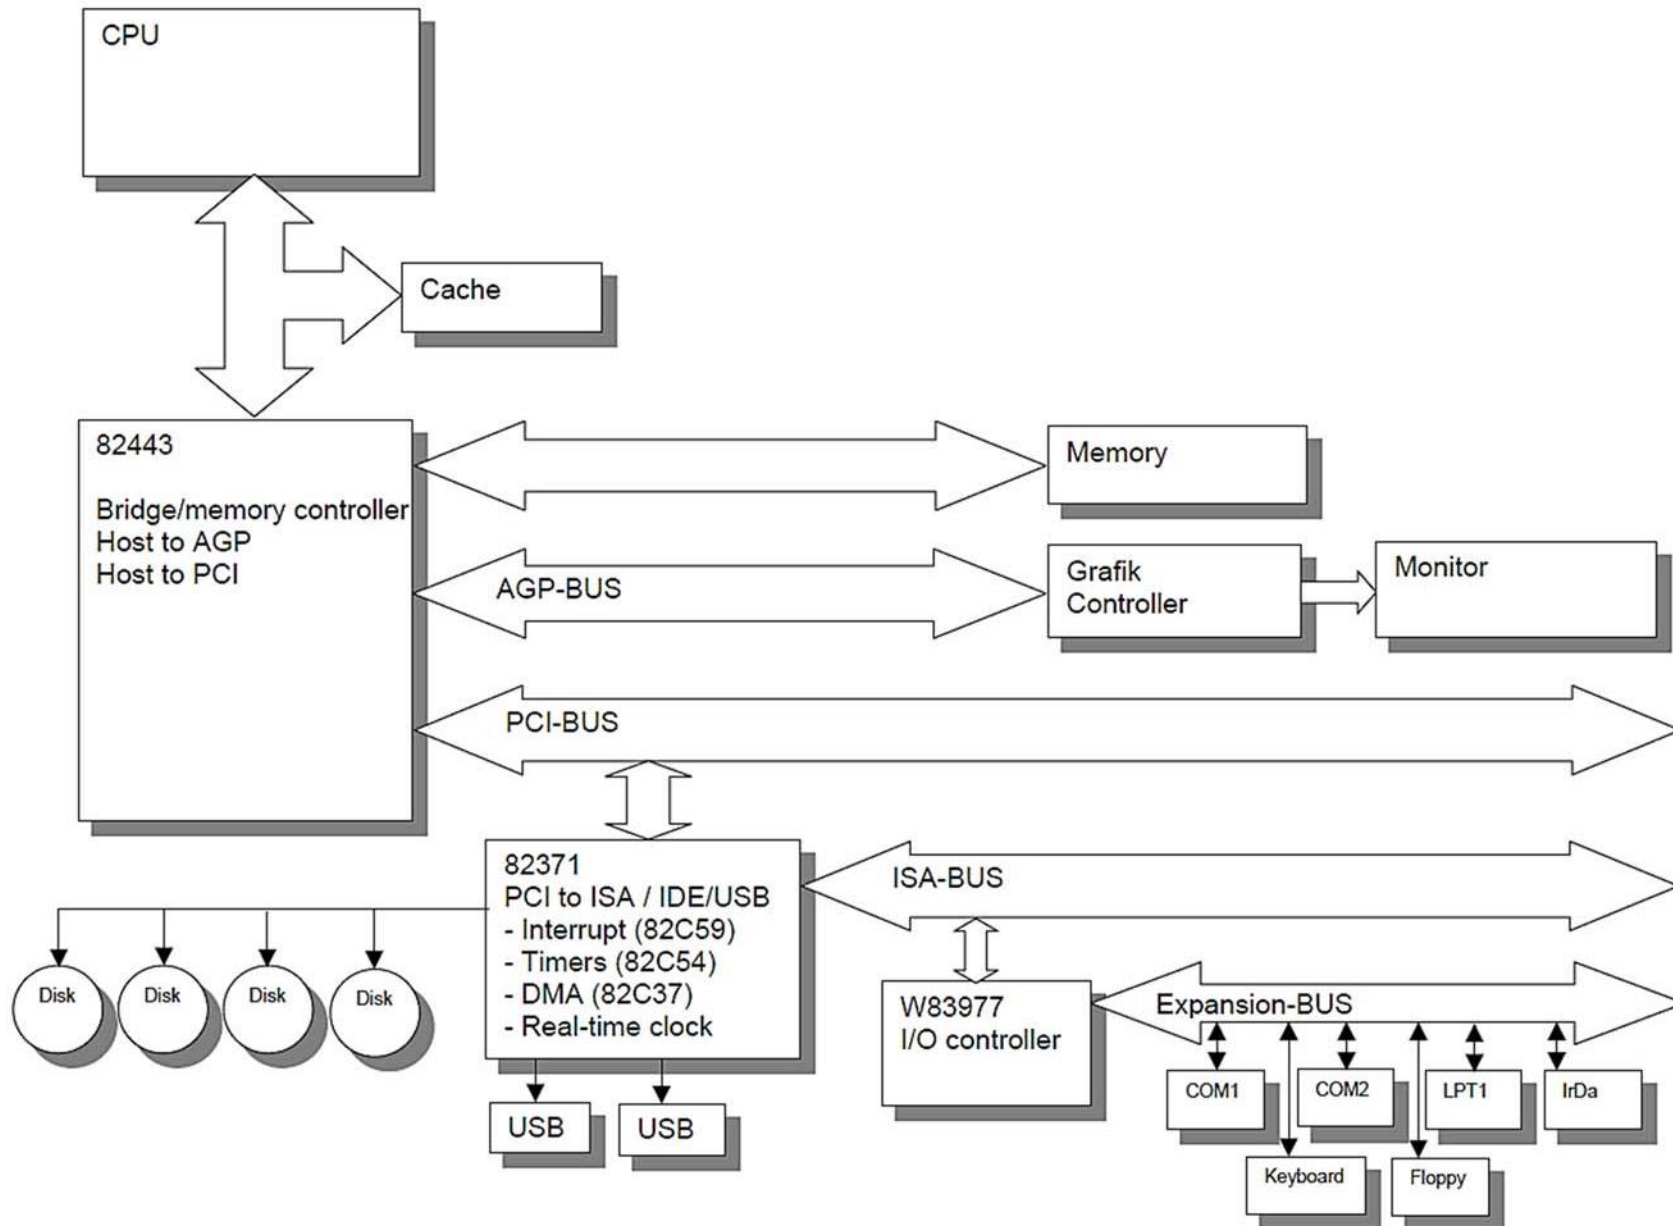 CPU
Cache
82443
Bridge/memory controller
Host to AGP
Host to PCI
Memory
AGP-BUS
Grafik
Controller
Monitor
PCI-BUS
82371
PCI to ISA / IDE/USB
- Interrupt (82C59)
- Timers (82C54)
- DMA (82C37)
- Real-time clock
ISA-BUS
Disk
Disk
Disk
Disk
W83977
I/O controller
Expansion-BUS
USB
USB
COM1
COM2
LPT1
IrDa
Keyboard
Floppy